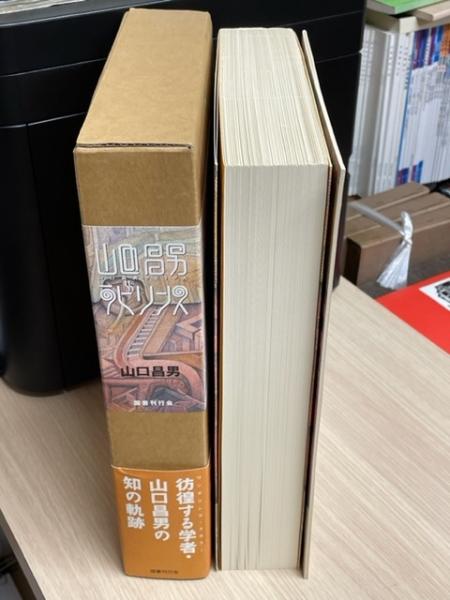 山口昌男
ラビリンス
山口昌男
国書刊行会
彷徨する学者・
山口昌男の
知の軌跡
国書刊行会